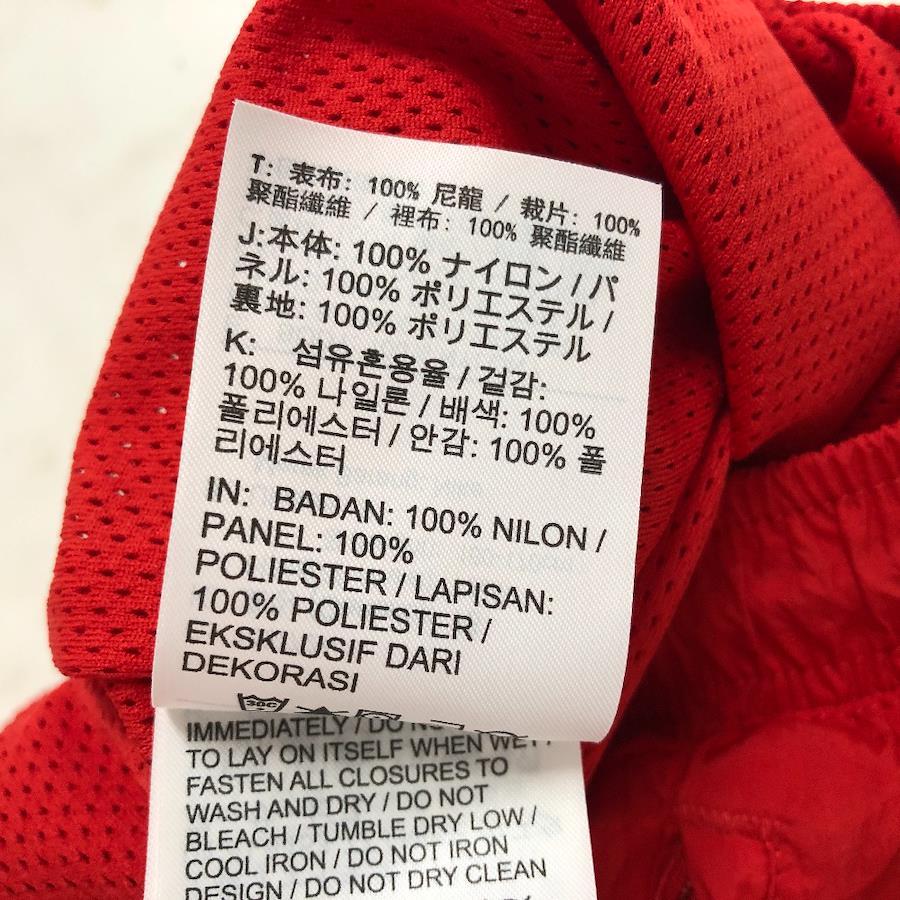 T: 表布: 100% 尼龍 / 裁片: 100%
聚酯纖維 / 裡布: 100% 聚酯纖維
J:本体: 100% ナイロン / パ
ネル: 100% ポリエステル /
裏地: 100% ポリエステル
K: 섬유혼용율 / 겉감:
100% 나일론 / 배색: 100%
폴리에스터 / 안감: 100% 폴
리에스터
IN: BADAN: 100% NILON /
PANEL: 100%
POLIESTER / LAPISAN:
100% POLIESTER /
EKSKLUSIF DARI
DEKORASI
30C
IMMEDIATELY / DO
TO LAY ON ITSELF WHEN WET /
FASTEN ALL CLOSURES TO
WASH AND DRY / DO NOT
BLEACH / TUMBLE DRY LOW /
COOL IRON / DO NOT IRON
DESIGN / DO NOT DRY CLEAN